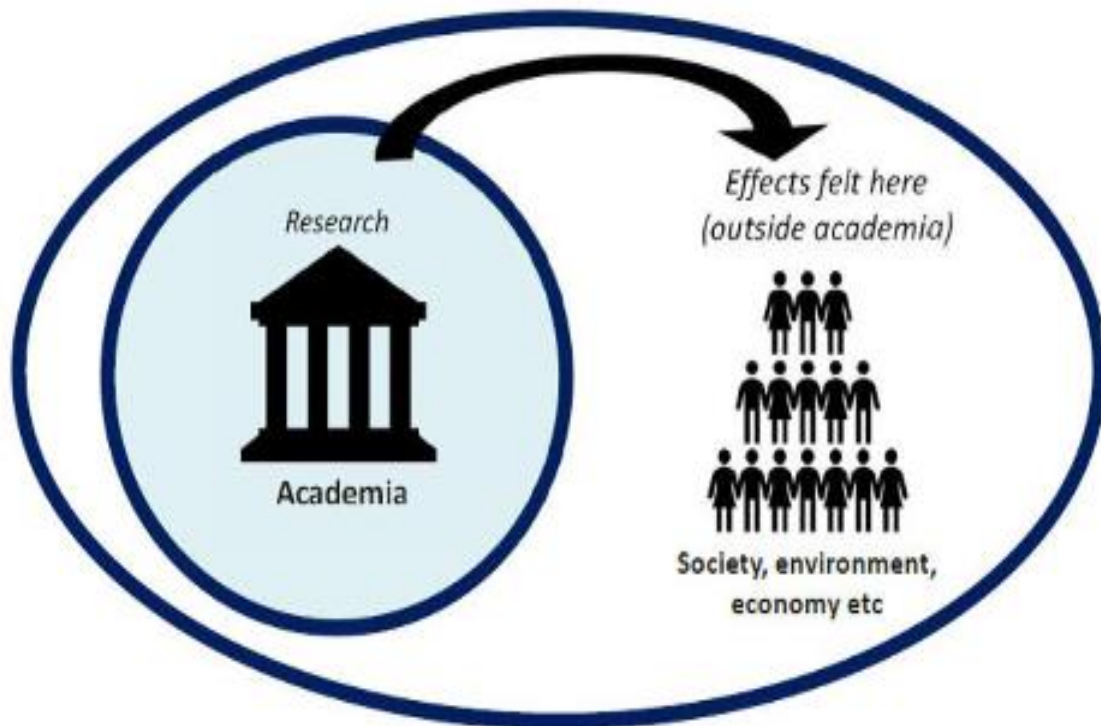 Research
Academia
Effects felt here
(outside academia)
Society, environment,
economy etc